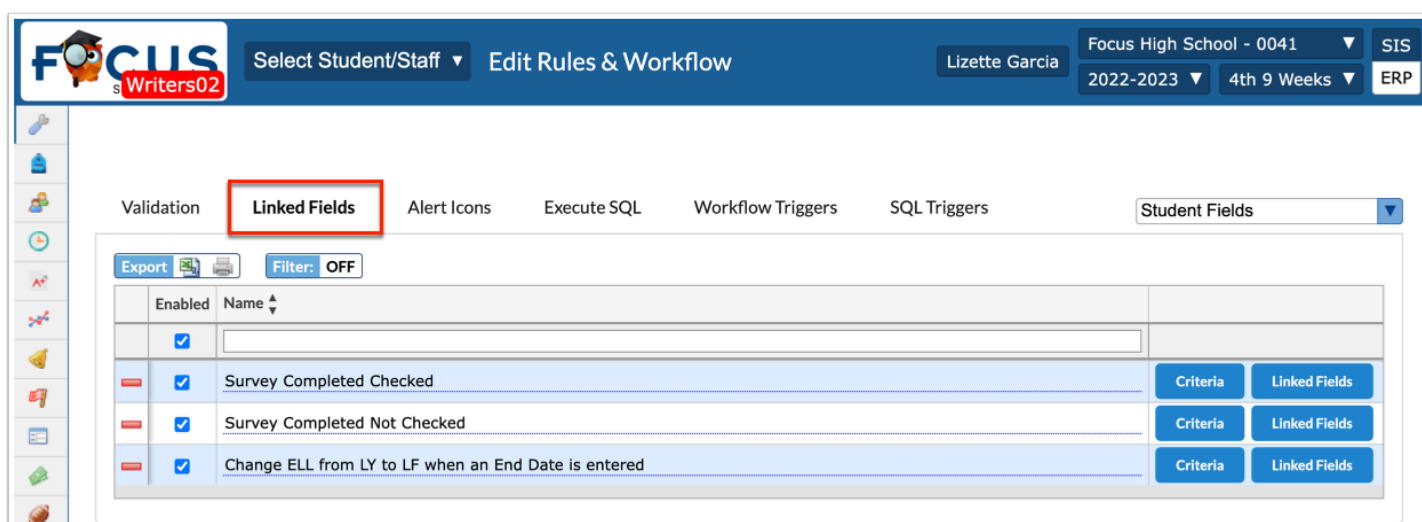 FOCUS
Writers02
Select Student/Staff ▼
Edit Rules & Workflow
Lizette Garcia
Focus High School - 0041 ▼
SIS
2022-2023 ▼
4th 9 Weeks ▼
ERP
Validation
Linked Fields
Alert Icons
Execute SQL
Workflow Triggers
SQL Triggers
Student Fields
Export
Filter: OFF
Enabled
Name
Survey Completed Checked
Criteria
Linked Fields
Survey Completed Not Checked
Criteria
Linked Fields
Change ELL from LY to LF when an End Date is entered
Criteria
Linked Fields